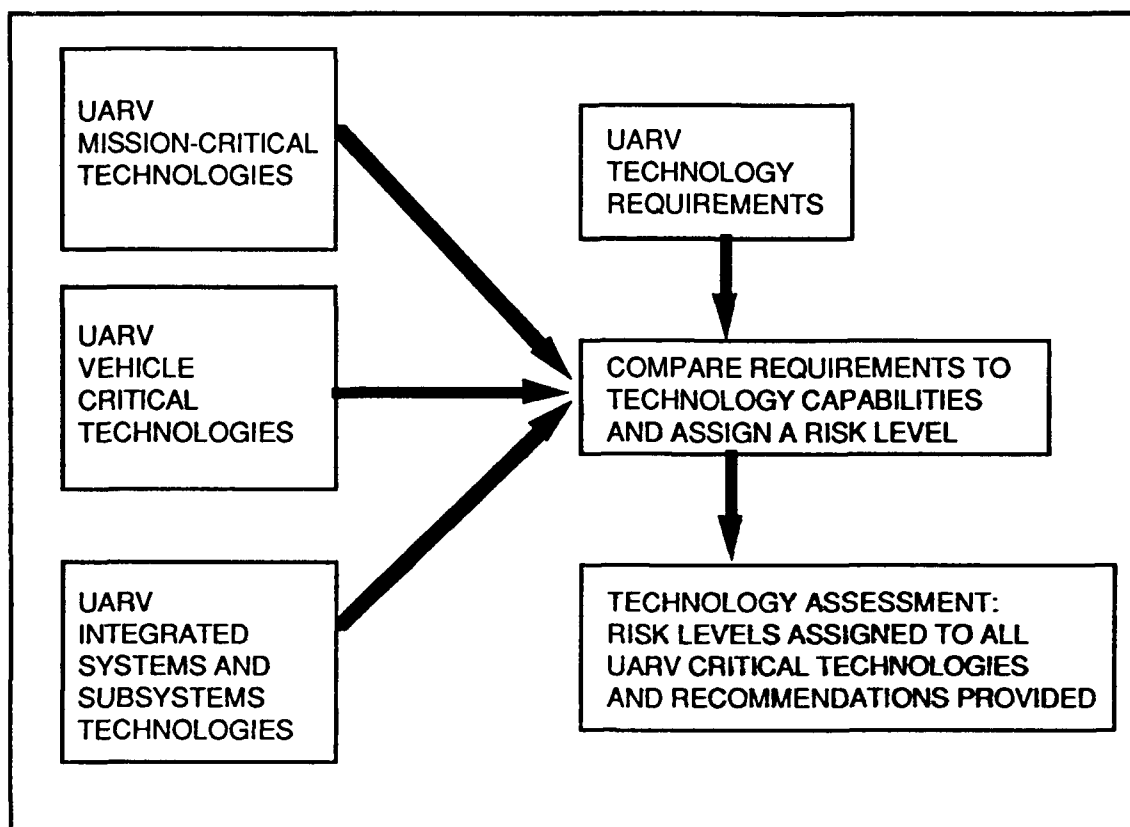 UARV
MISSION-CRITICAL
TECHNOLOGIES
UARV
VEHICLE
CRITICAL
TECHNOLOGIES
UARV
INTEGRATED
SYSTEMS AND
SUBSYSTEMS
TECHNOLOGIES
UARV
TECHNOLOGY
REQUIREMENTS
COMPARE REQUIREMENTS TO
TECHNOLOGY CAPABILITIES
AND ASSIGN A RISK LEVEL
TECHNOLOGY ASSESSMENT:
RISK LEVELS ASSIGNED TO ALL
UARV CRITICAL TECHNOLOGIES
AND RECOMMENDATIONS PROVIDED